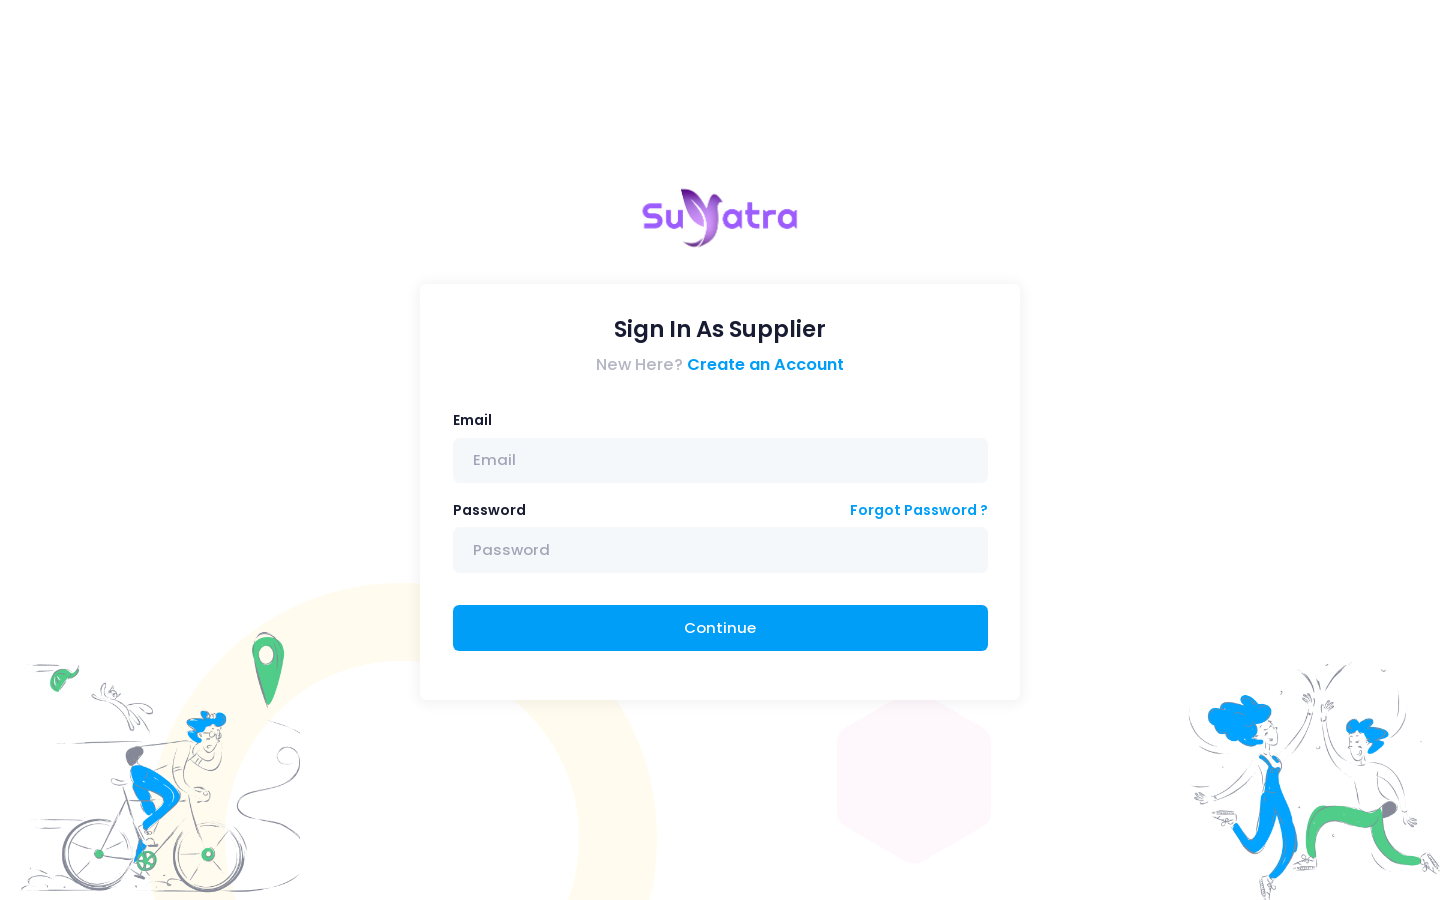 SuYatra
Sign In As Supplier
New Here? Create an Account
Email
Email
Password Forgot Password ?
Password
Continue